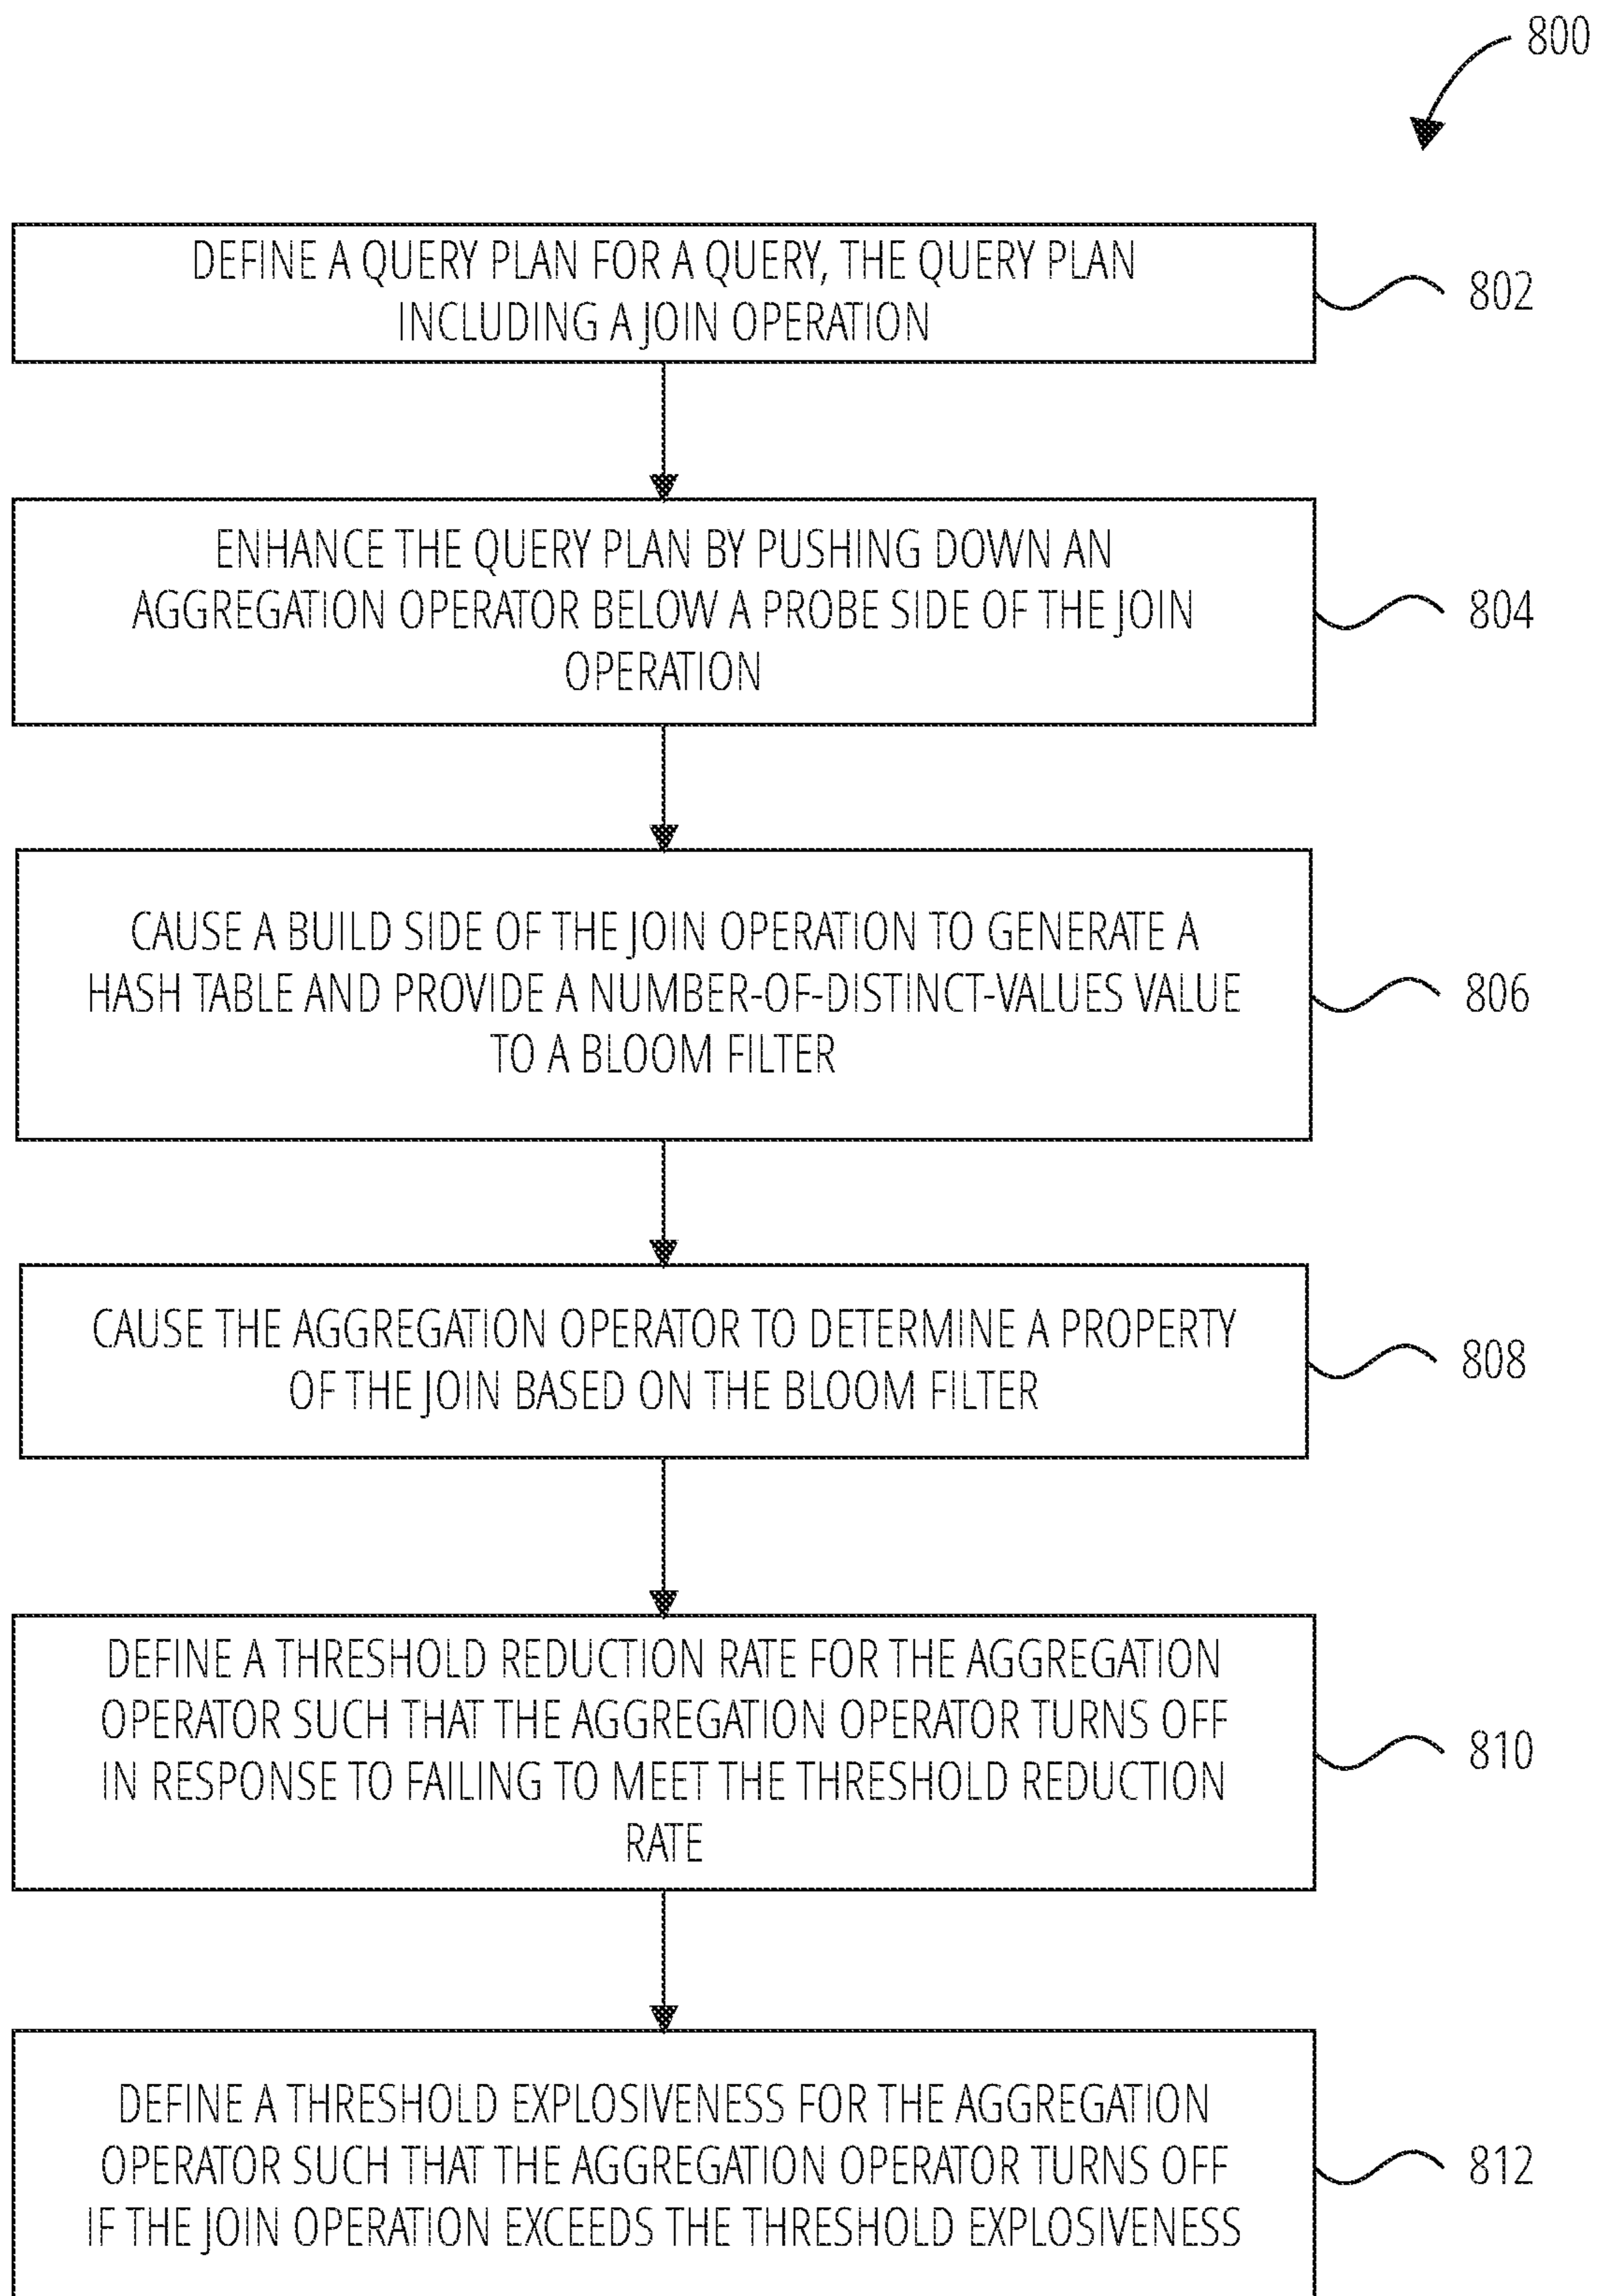 800
DEFINE A QUERY PLAN FOR A QUERY, THE QUERY PLAN
INCLUDING A JOIN OPERATION
802
ENHANCE THE QUERY PLAN BY PUSHING DOWN AN
AGGREGATION OPERATOR BELOW A PROBE SIDE OF THE JOIN
OPERATION
804
CAUSE A BUILD SIDE OF THE JOIN OPERATION TO GENERATE A
HASH TABLE AND PROVIDE A NUMBER-OF-DISTINCT-VALUES VALUE
TO A BLOOM FILTER
806
CAUSE THE AGGREGATION OPERATOR TO DETERMINE A PROPERTY
OF THE JOIN BASED ON THE BLOOM FILTER
808
DEFINE A THRESHOLD REDUCTION RATE FOR THE AGGREGATION
OPERATOR SUCH THAT THE AGGREGATION OPERATOR TURNS OFF
IN RESPONSE TO FAILING TO MEET THE THRESHOLD REDUCTION
RATE
810
DEFINE A THRESHOLD EXPLOSIVENESS FOR THE AGGREGATION
OPERATOR SUCH THAT THE AGGREGATION OPERATOR TURNS OFF
IF THE JOIN OPERATION EXCEEDS THE THRESHOLD EXPLOSIVENESS
812